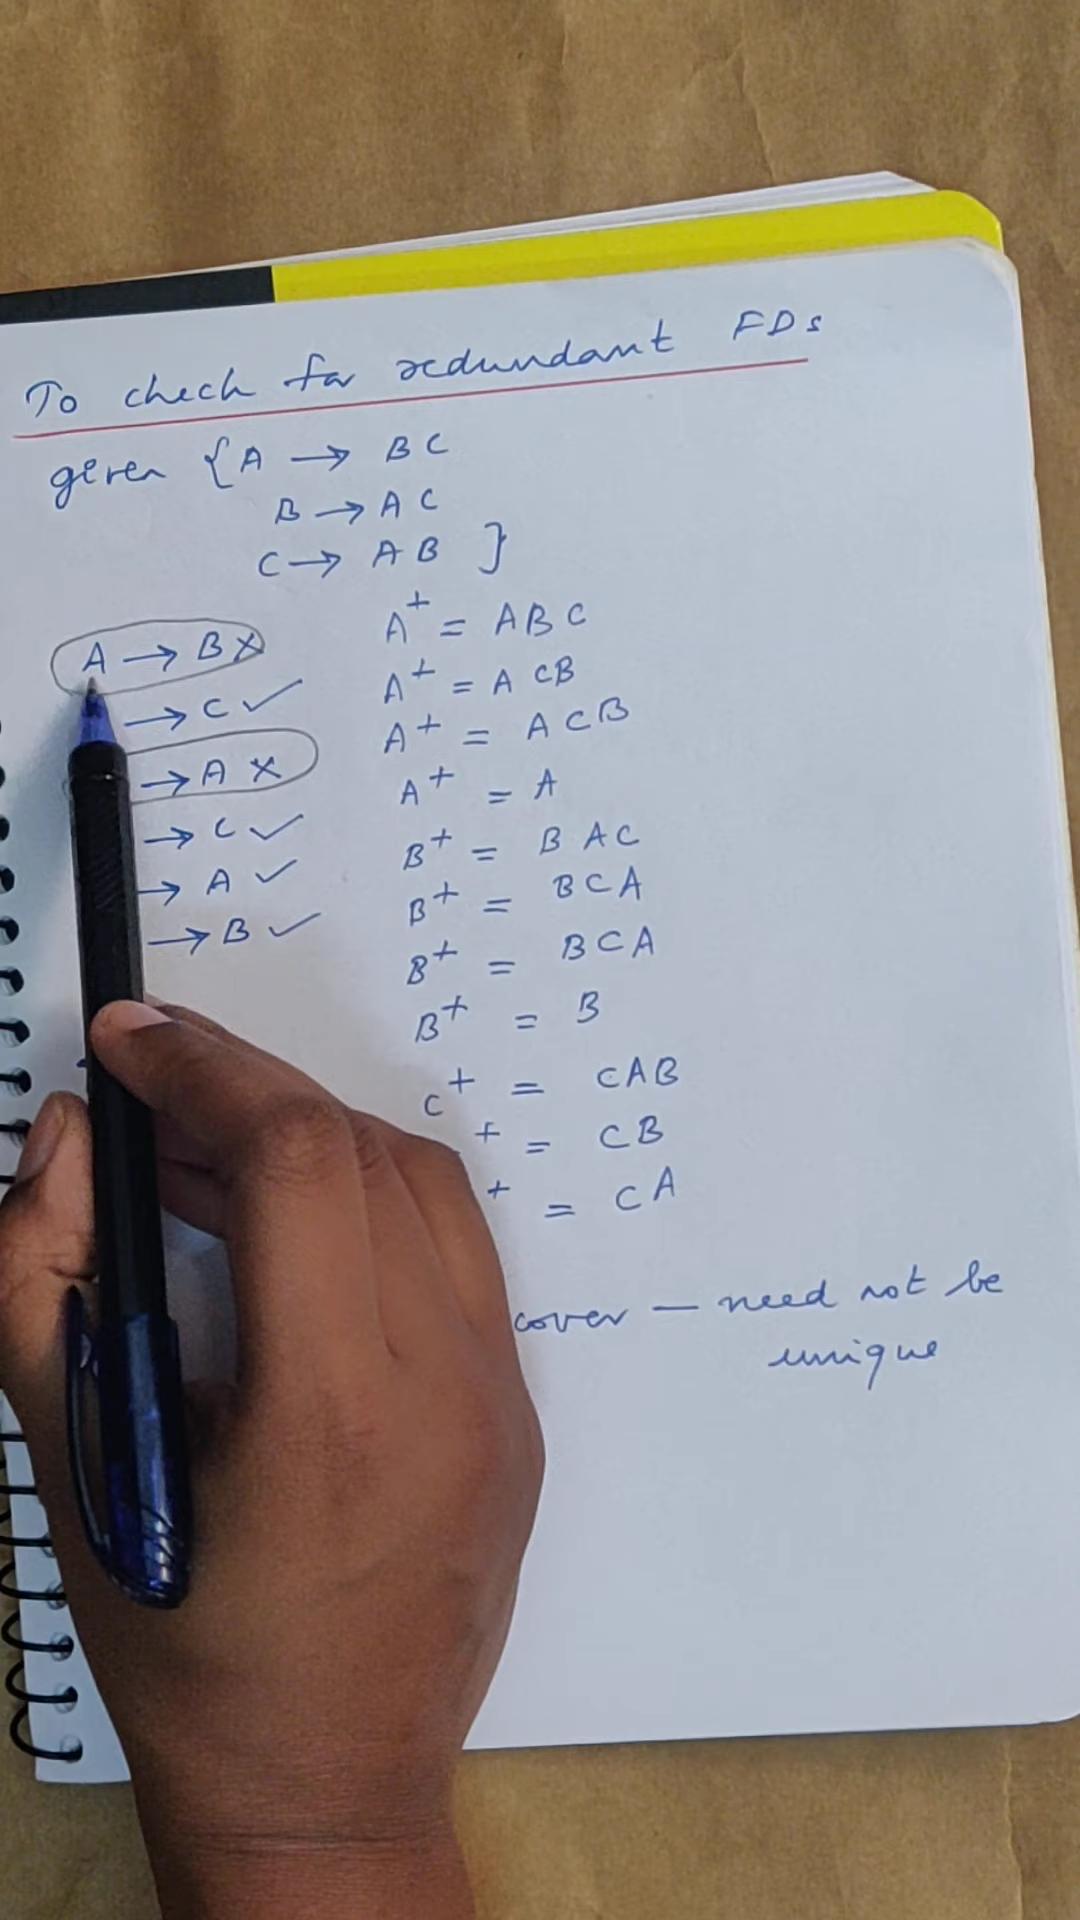 To check for redundant FDs
given {A → BC
B → AC
C → AB }
A → B ×
→ C ✓
→ A ×
→ C ✓
→ A ✓
→ B ✓
A+ = ABC
A+ = ACB
A+ = ACB
A+ = A
B+ = BAC
B+ = BCA
B+ = BCA
B+ = B
C+ = CAB
+ = CB
+ = CA
cover — need not be
unique